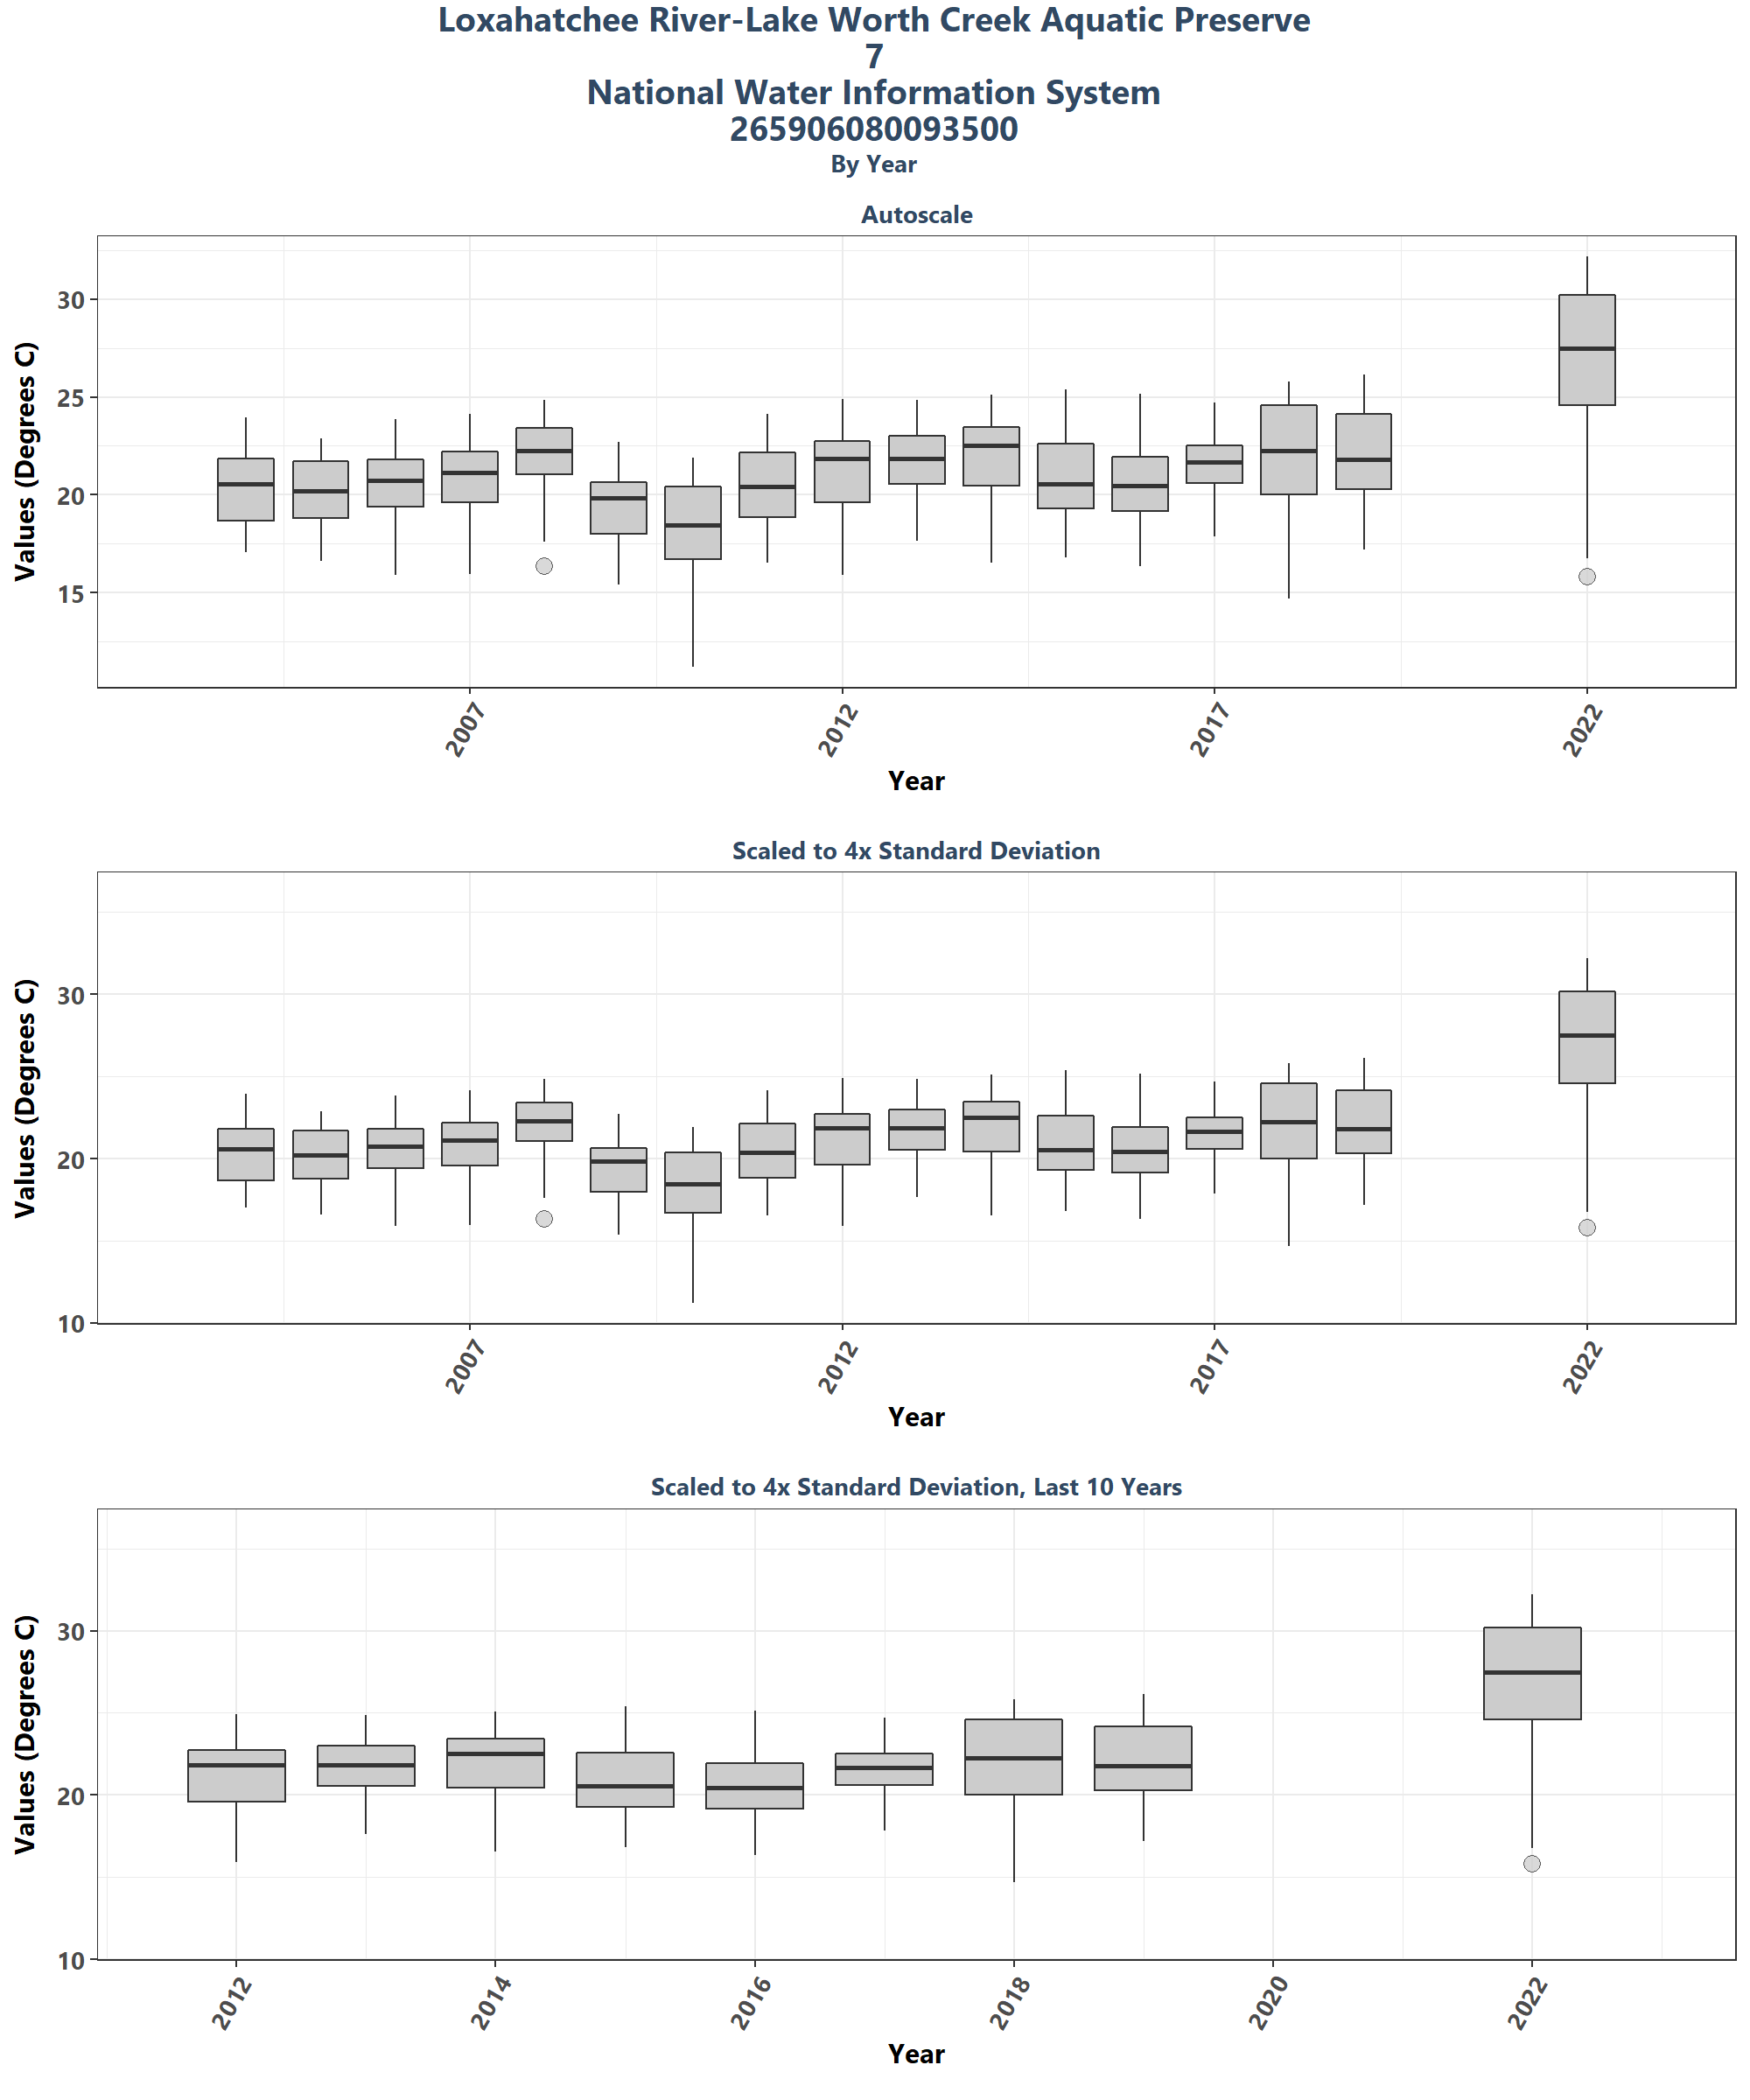 Loxahatchee River-Lake Worth Creek Aquatic Preserve
7
National Water Information System
265906080093500
By Year
Autoscale
Values (Degrees C)
30
25
20
15
2007
2012
2017
2022
Year
Scaled to 4x Standard Deviation
Values (Degrees C)
30
20
10
2007
2012
2017
2022
Year
Scaled to 4x Standard Deviation, Last 10 Years
Values (Degrees C)
30
20
10
2012
2014
2016
2018
2020
2022
Year